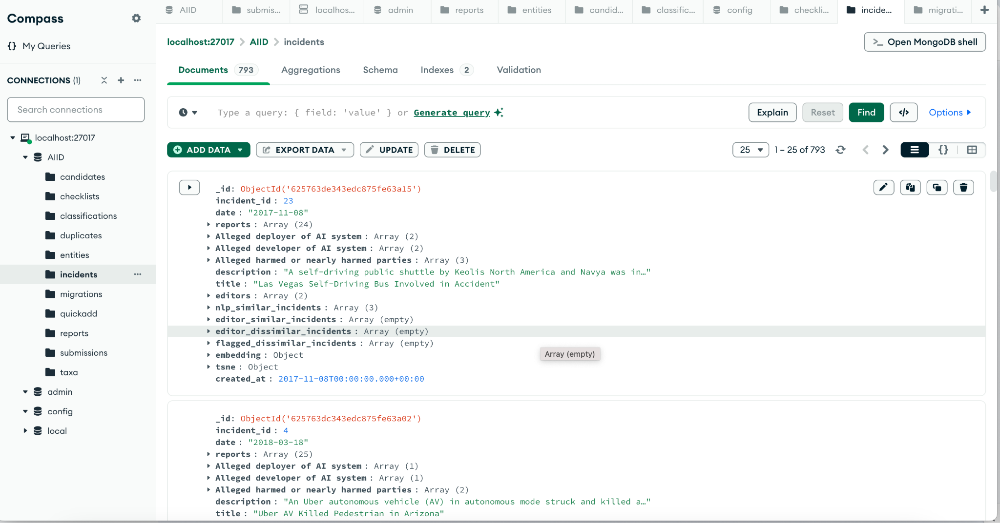 Compass
My Queries
CONNECTIONS (1)
Search connections
localhost:27017
AIID
candidates
checklists
classifications
duplicates
entities
incidents
migrations
quickadd
reports
submissions
taxa
admin
config
local
AIID submis... localhos... admin reports entities candid... classific... config checkli... incide... migrati...
localhost:27017 > AIID > incidents
>_ Open MongoDB shell
Documents 793 Aggregations Schema Indexes 2 Validation
Type a query: { field: 'value' } or Generate query
Explain Reset Find </> Options
ADD DATA EXPORT DATA UPDATE DELETE
25 1 – 25 of 793 {}
_id: ObjectId('625763de343edc875fe63a15')
incident_id : 23
date : "2017-11-08"
reports : Array (24)
Alleged deployer of AI system : Array (2)
Alleged developer of AI system : Array (2)
Alleged harmed or nearly harmed parties : Array (3)
description : "A self-driving public shuttle by Keolis North America and Navya was in…"
title : "Las Vegas Self-Driving Bus Involved in Accident"
editors : Array (2)
nlp_similar_incidents : Array (3)
editor_similar_incidents : Array (empty)
editor_dissimilar_incidents : Array (empty)
flagged_dissimilar_incidents : Array (empty)
Array (empty)
embedding : Object
tsne : Object
created_at : 2017-11-08T00:00:00.000+00:00
_id: ObjectId('625763dc343edc875fe63a02')
incident_id : 4
date : "2018-03-18"
reports : Array (25)
Alleged deployer of AI system : Array (1)
Alleged developer of AI system : Array (1)
Alleged harmed or nearly harmed parties : Array (2)
description : "An Uber autonomous vehicle (AV) in autonomous mode struck and killed a…"
title : "Uber AV Killed Pedestrian in Arizona"